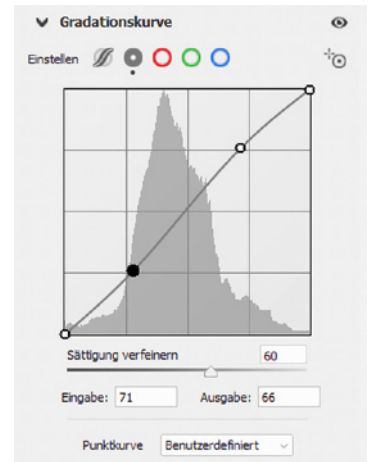 Gradationskurve
Einstellen
Sättigung verfeinern 60
Eingabe: 71 Ausgabe: 66
Punktkurve Benutzerdefiniert